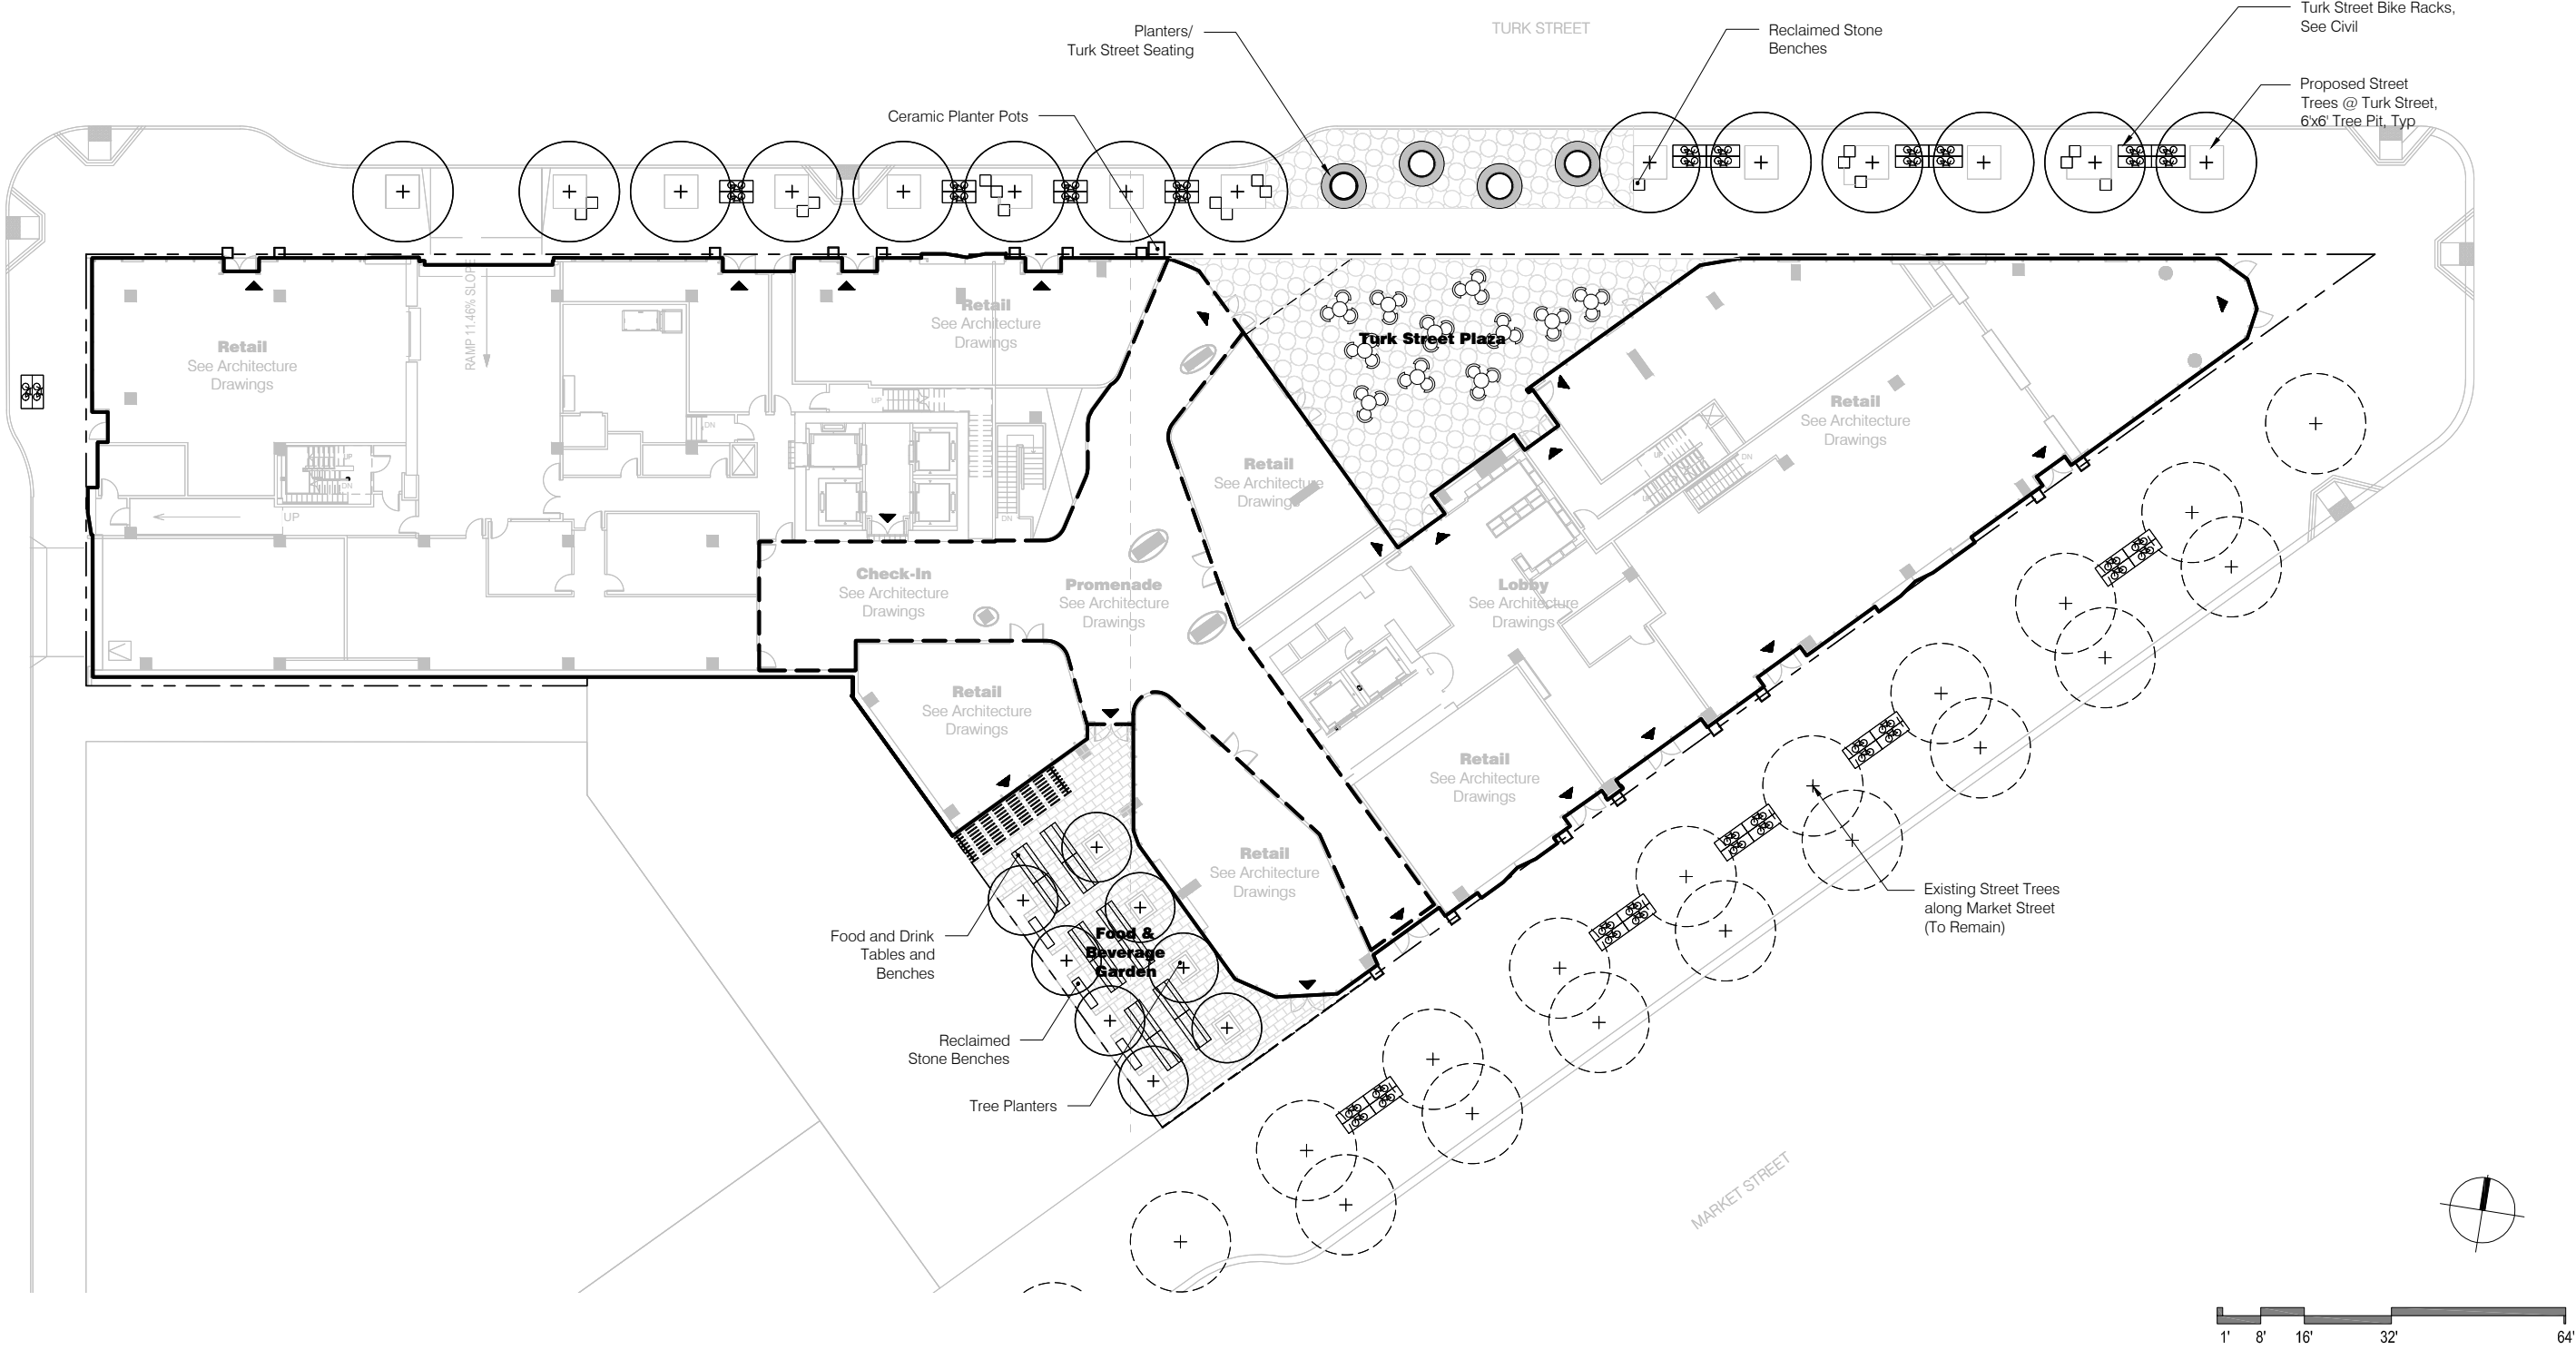 Turk Street Bike Racks,
See Civil
TURK STREET
Planters/
Turk Street Seating
Reclaimed Stone
Benches
Proposed Street
Trees @ Turk Street,
6'x6' Tree Pit, Typ
Ceramic Planter Pots
RAMP 11.46% SLOPE
Retail
See Architecture
Drawings
Retail
See Architecture
Drawings
Turk Street Plaza
Retail
See Architecture
Drawings
Retail
See Architecture
Drawings
UP
DN
UP
DN
UP
DN
DN
UP
Check-In
See Architecture
Drawings
Promenade
See Architecture
Drawings
Lobby
See Architecture
Drawings
Retail
See Architecture
Drawings
Retail
See Architecture
Drawings
Retail
See Architecture
Drawings
Existing Street Trees
along Market Street
(To Remain)
Food and Drink
Tables and
Benches
Food &
Beverage
Garden
Reclaimed
Stone Benches
Tree Planters
MARKET STREET
1' 8' 16' 32' 64'